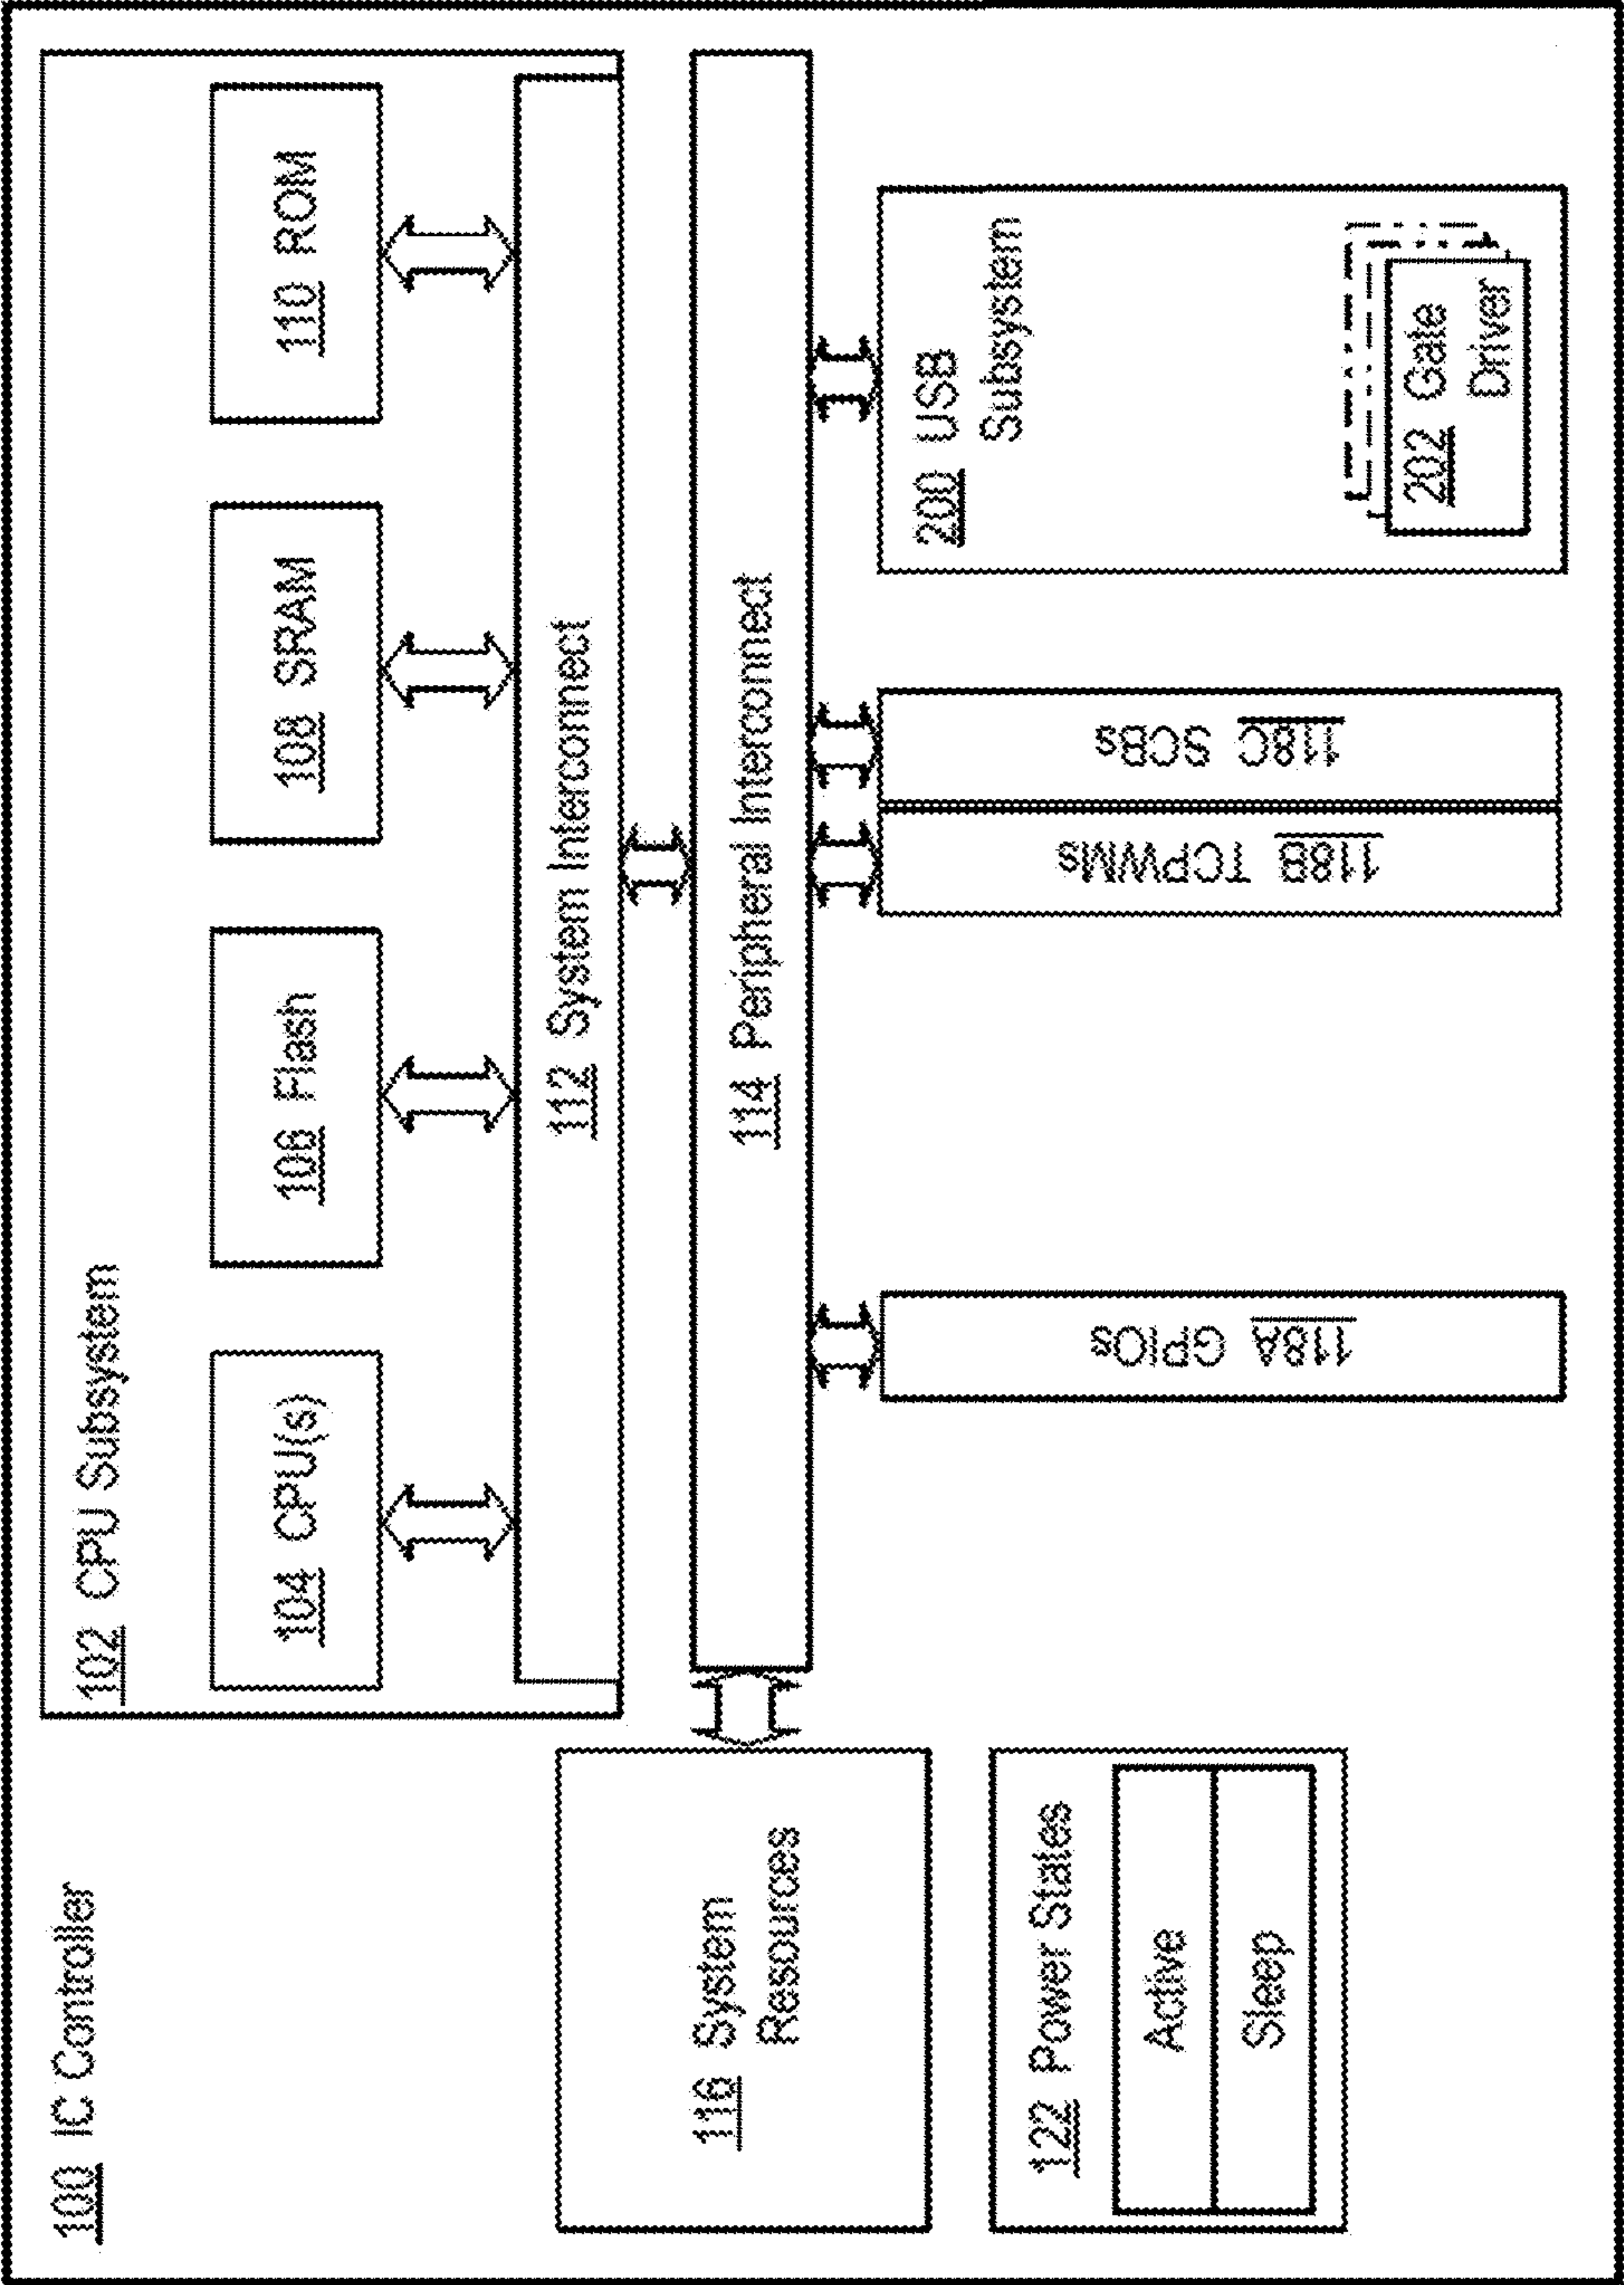 100 IC Controller
102 CPU Subsystem
104 CPU(s)
106 Flash
108 SRAM
110 ROM
112 System Interconnect
114 Peripheral Interconnect
116 System
Resources
122 Power States
Active
Sleep
118A GPIOs
118B TCPWMs
118C SCBs
200 USB
Subsystem
202 Gate
Driver